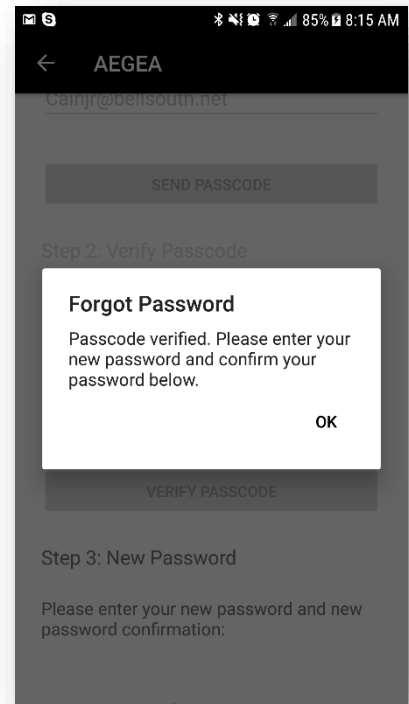 85% 8:15 AM
AEGEA
Cainjr@bellsouth.net
SEND PASSCODE
Step 2: Verify Passcode
Forgot Password
Passcode verified. Please enter your
new password and confirm your
password below.
OK
VERIFY PASSCODE
Step 3: New Password
Please enter your new password and new
password confirmation: